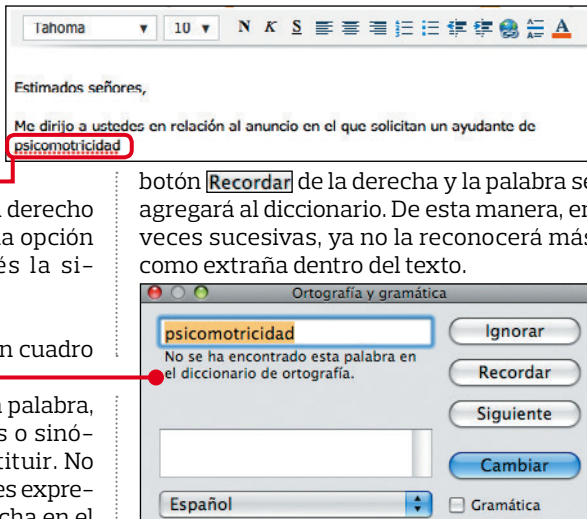 Tahoma 10 N K S A
Estimados señores,
Me dirijo a ustedes en relación al anuncio en el que solicitan un ayudante de
psicomotricidad
derecho
a opción
és la si-
n cuadro
palabra,
s o sinó-
tituir. No
es expre-
cha en el
botón Recordar de la derecha y la palabra se
agregará al diccionario. De esta manera, en
veces sucesivas, ya no la reconocerá más
como extraña dentro del texto.
Ortografía y gramática
psicomotricidad
No se ha encontrado esta palabra en
el diccionario de ortografía.
Ignorar
Recordar
Siguiente
Cambiar
Español
Gramática